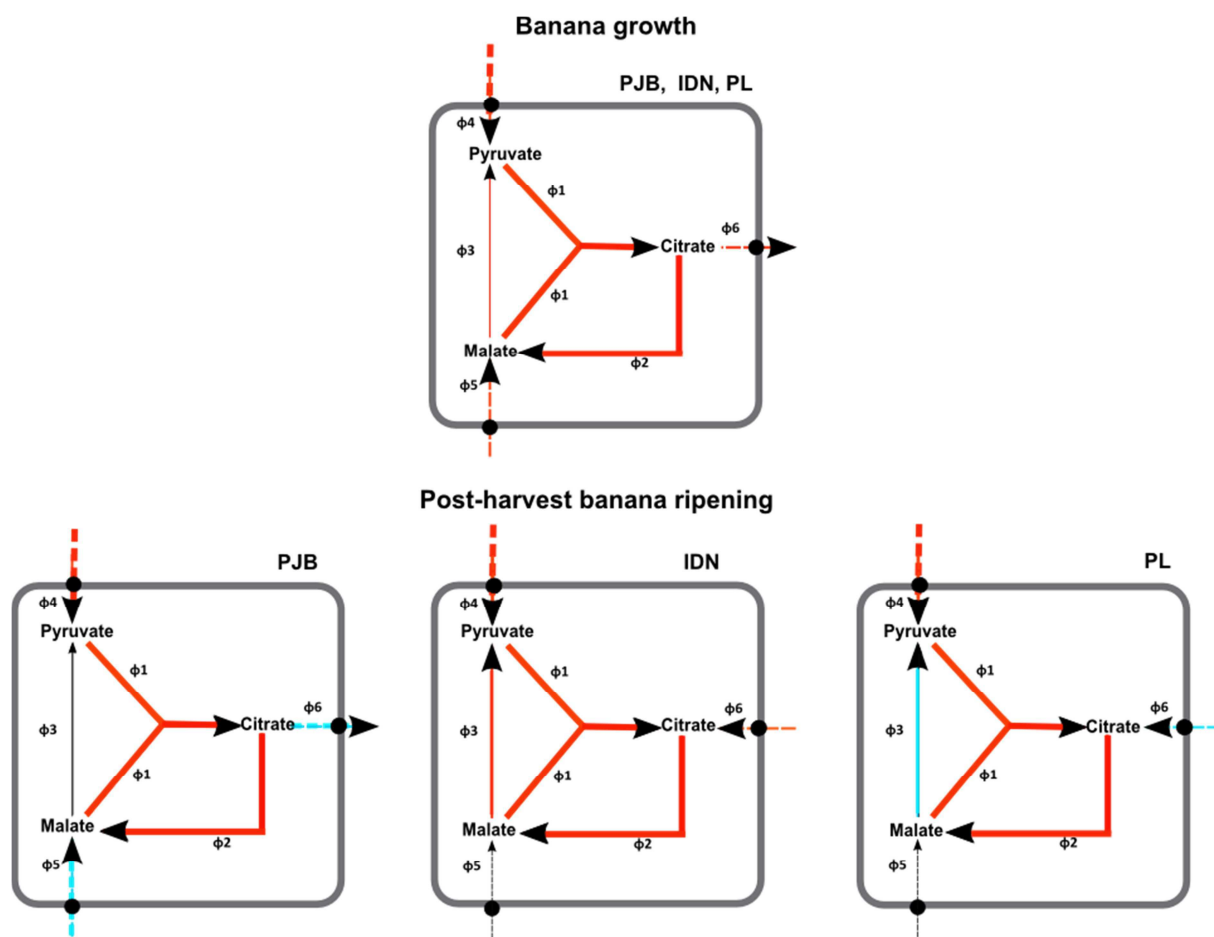 Banana growth
PJB, IDN, PL
ϕ4
Pyruvate
ϕ1
ϕ6
ϕ3
Citrate
ϕ1
Malate
ϕ2
ϕ5
Post-harvest banana ripening
PJB
ϕ4
Pyruvate
ϕ1
ϕ6
ϕ3
Citrate
ϕ1
Malate
ϕ2
ϕ5
IDN
ϕ4
Pyruvate
ϕ1
ϕ6
ϕ3
Citrate
ϕ1
Malate
ϕ2
ϕ5
PL
ϕ4
Pyruvate
ϕ1
ϕ6
ϕ3
Citrate
ϕ1
Malate
ϕ2
ϕ5